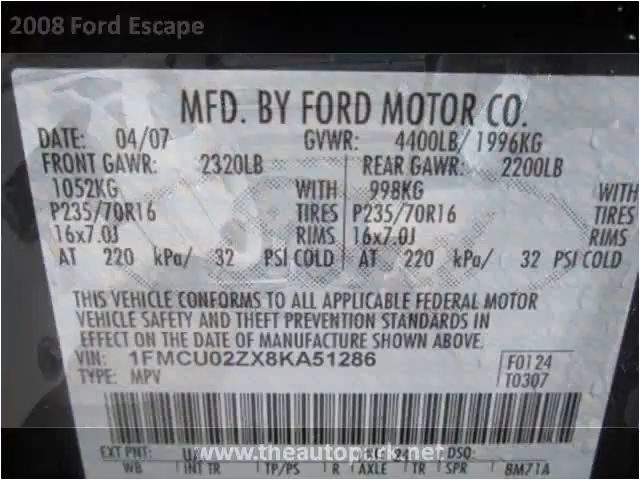 2008 Ford Escape
MFD. BY FORD MOTOR CO.
DATE: 04/07 GVWR: 4400LB/ 1996KG
FRONT GAWR: 2320LB REAR GAWR: 2200LB
1052KG WITH 998KG WITH
P235/70R16 TIRES P235/70R16 TIRES
16x7.0J RIMS 16x7.0J RIMS
AT 220 kPa/ 32 PSI COLD AT 220 kPa/ 32 PSI COLD
THIS VEHICLE CONFORMS TO ALL APPLICABLE FEDERAL MOTOR
VEHICLE SAFETY AND THEFT PREVENTION STANDARDS IN
EFFECT ON THE DATE OF MANUFACTURE SHOWN ABOVE.
VIN: 1FMCU02ZX8KA51286 F0124
TYPE: MPV T0307
EXT PNT: UA DSQ:
www.theautopark.net
WB INT TR TP/PS R AXLE TR SPR 8M71A